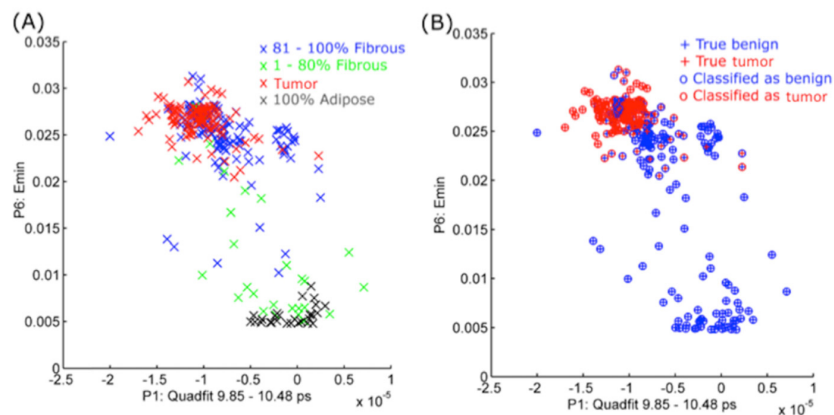 (A)
0.035
0.03
0.025
0.02
0.015
0.01
0.005
0
P6: Emin
-2.5 -2 -1.5 -1 -0.5 0 0.5 1
P1: Quadfit 9.85 - 10.48 ps
x 10⁻⁵
x 81 - 100% Fibrous
x 1 - 80% Fibrous
x Tumor
x 100% Adipose
(B)
0.035
0.03
0.025
0.02
0.015
0.01
0.005
0
P6: Emin
-2.5 -2 -1.5 -1 -0.5 0 0.5 1
P1: Quadfit 9.85 - 10.48 ps
x 10⁻⁵
+ True benign
+ True tumor
o Classified as benign
o Classified as tumor